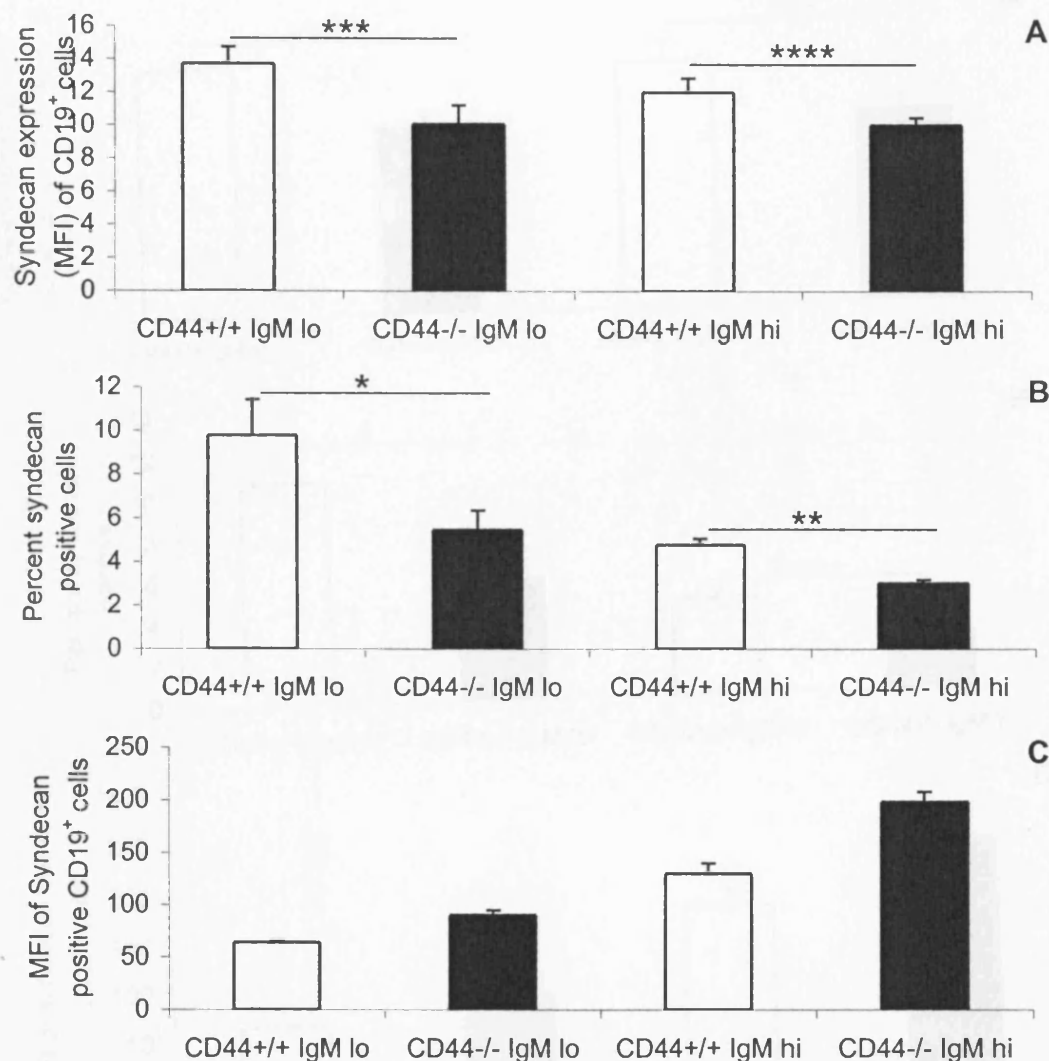 A
Syndecan expression
(MFI) of CD19+ cells
16
14
12
10
8
6
4
2
0
***
****
CD44+/+ IgM lo CD44-/- IgM lo CD44+/+ IgM hi CD44-/- IgM hi
B
Percent syndecan
positive cells
12
10
8
6
4
2
0
*
**
CD44+/+ IgM lo CD44-/- IgM lo CD44+/+ IgM hi CD44-/- IgM hi
C
MFI of Syndecan
positive CD19+ cells
250
200
150
100
50
0
CD44+/+ IgM lo CD44-/- IgM lo CD44+/+ IgM hi CD44-/- IgM hi